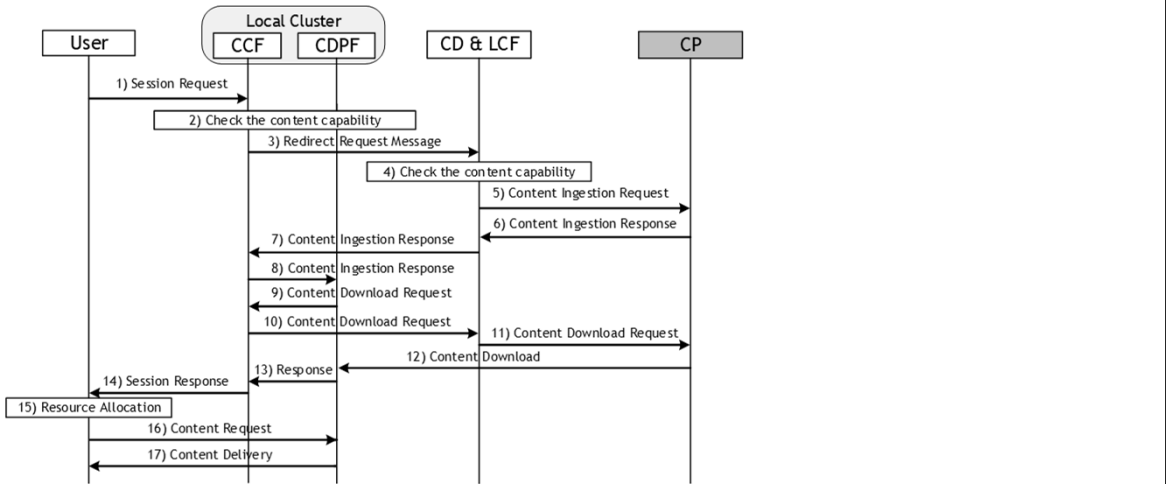 Local Cluster
User
CCF
CDPF
CD & LCF
CP
1) Session Request
2) Check the content capability
3) Redirect Request Message
4) Check the content capability
5) Content Ingestion Request
6) Content Ingestion Response
7) Content Ingestion Response
8) Content Ingestion Response
9) Content Download Request
10) Content Download Request
11) Content Download Request
12) Content Download
13) Response
14) Session Response
15) Resource Allocation
16) Content Request
17) Content Delivery